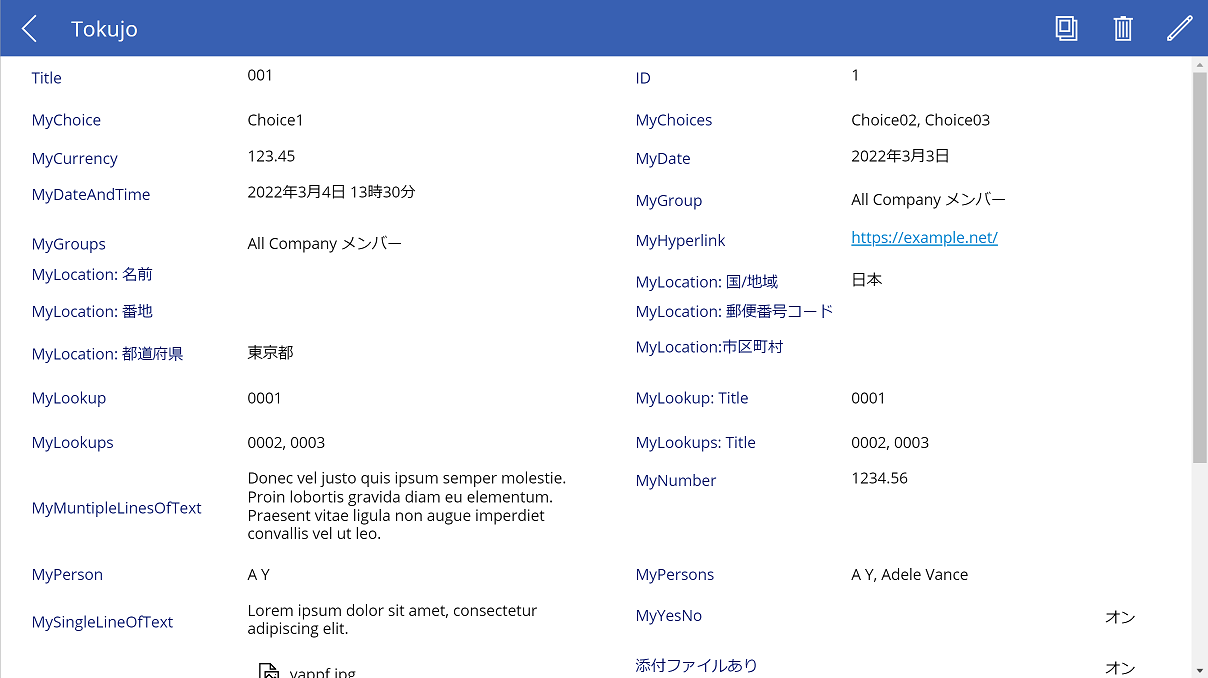 Tokujo
Title 001 ID 1
MyChoice Choice1 MyChoices Choice02, Choice03
MyCurrency 123.45 MyDate 2022年3月3日
MyDateAndTime 2022年3月4日 13時30分 MyGroup All Company メンバー
MyGroups All Company メンバー MyHyperlink https://example.net/
MyLocation: 名前 MyLocation: 国/地域 日本
MyLocation: 番地 MyLocation: 郵便番号コード
MyLocation: 都道府県 東京都 MyLocation:市区町村
MyLookup 0001 MyLookup: Title 0001
MyLookups 0002, 0003 MyLookups: Title 0002, 0003
MyMuntipleLinesOfText
Donec vel justo quis ipsum semper molestie.
Proin lobortis gravida diam eu elementum.
Praesent vitae ligula non augue imperdiet
convallis vel ut leo.
MyNumber 1234.56
MyPerson A Y MyPersons A Y, Adele Vance
MySingleLineOfText
Lorem ipsum dolor sit amet, consectetur
adipiscing elit.
MyYesNo オン
yappf.jpg
添付ファイルあり オン